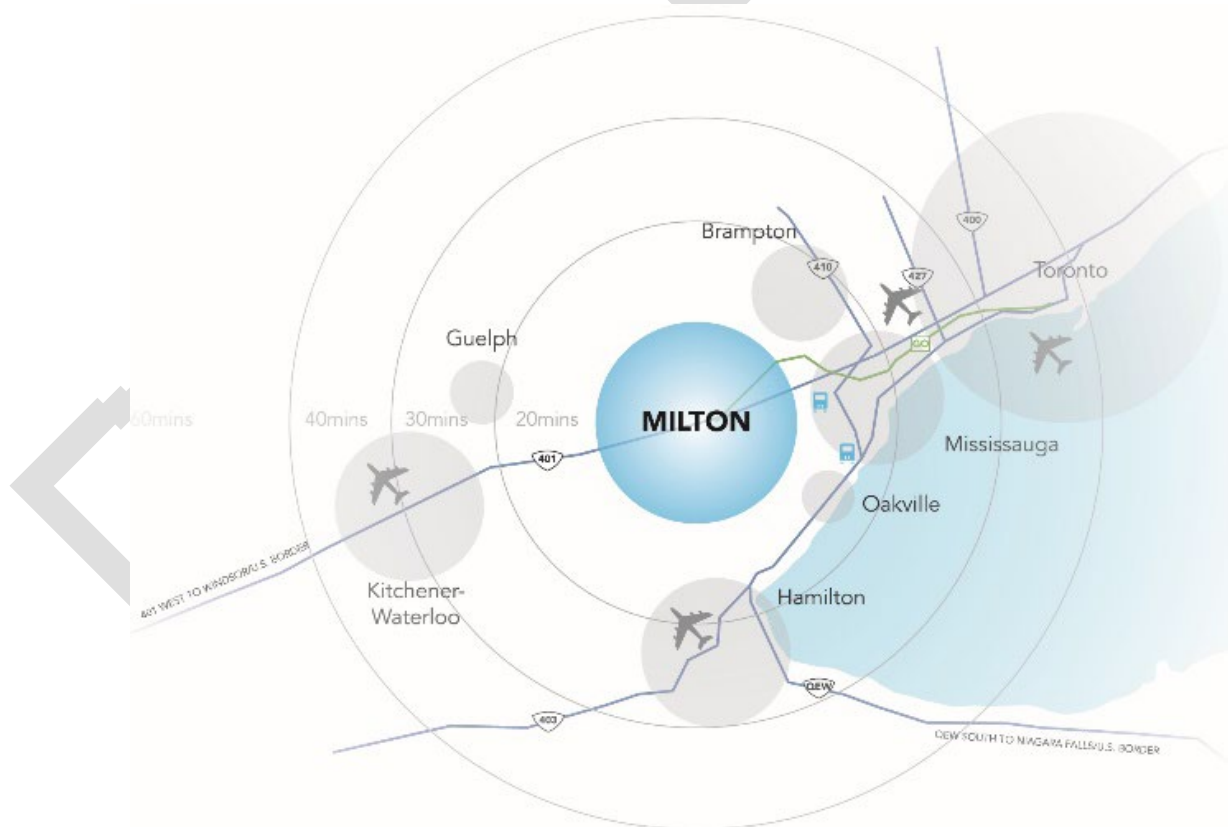 400
Brampton
410
427
Toronto
Guelph
GO
60mins
40mins
30mins
20mins
MILTON
Mississauga
401
Oakville
401 WEST TO WINDSOR/U.S. BORDER
Kitchener-
Waterloo
Hamilton
QEW
403
QEW SOUTH TO NIAGARA FALLS/U.S. BORDER